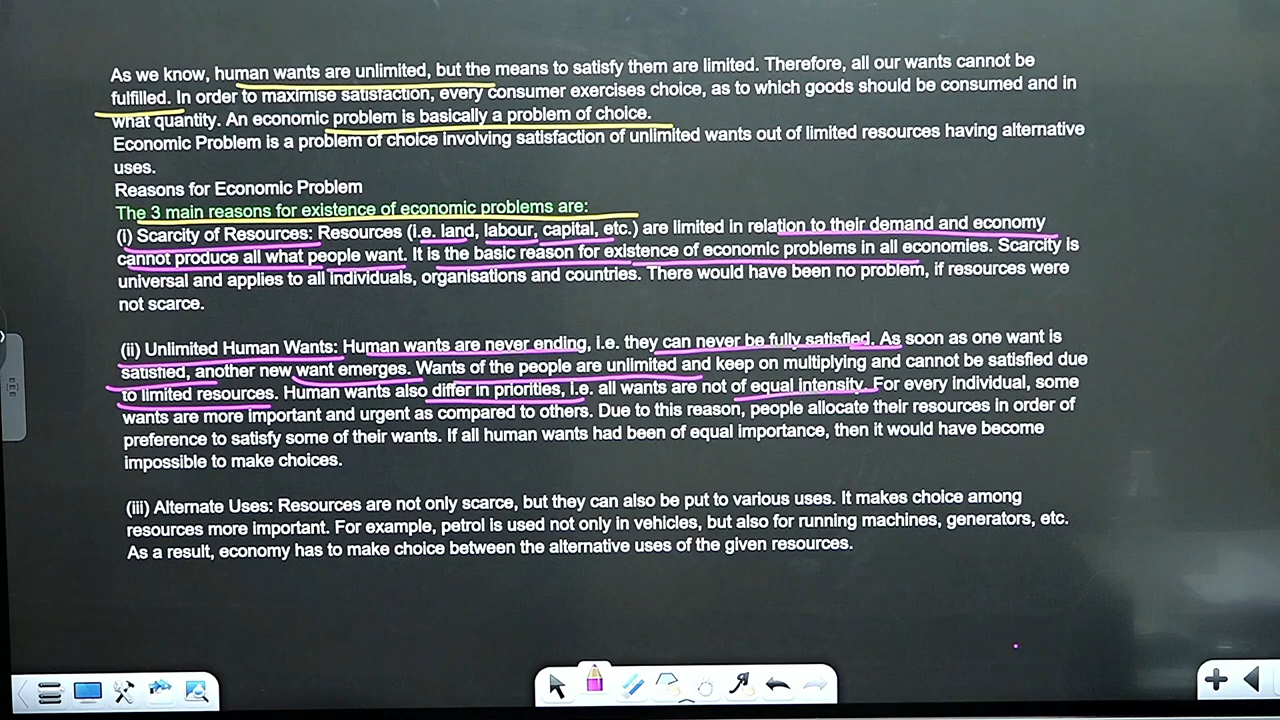 As we know, human wants are unlimited, but the means to satisfy them are limited. Therefore, all our wants cannot be
fulfilled. In order to maximise satisfaction, every consumer exercises choice, as to which goods should be consumed and in
what quantity. An economic problem is basically a problem of choice.
Economic Problem is a problem of choice involving satisfaction of unlimited wants out of limited resources having alternative
uses.
Reasons for Economic Problem
The 3 main reasons for existence of economic problems are:
(i) Scarcity of Resources: Resources (i.e. land, labour, capital, etc.) are limited in relation to their demand and economy
cannot produce all what people want. It is the basic reason for existence of economic problems in all economies. Scarcity is
universal and applies to all individuals, organisations and countries. There would have been no problem, if resources were
not scarce.
(ii) Unlimited Human Wants: Human wants are never ending, i.e. they can never be fully satisfied. As soon as one want is
satisfied, another new want emerges. Wants of the people are unlimited and keep on multiplying and cannot be satisfied due
to limited resources. Human wants also differ in priorities, i.e. all wants are not of equal intensity. For every individual, some
wants are more important and urgent as compared to others. Due to this reason, people allocate their resources in order of
preference to satisfy some of their wants. If all human wants had been of equal importance, then it would have become
impossible to make choices.
(iii) Alternate Uses: Resources are not only scarce, but they can also be put to various uses. It makes choice among
resources more important. For example, petrol is used not only in vehicles, but also for running machines, generators, etc.
As a result, economy has to make choice between the alternative uses of the given resources.